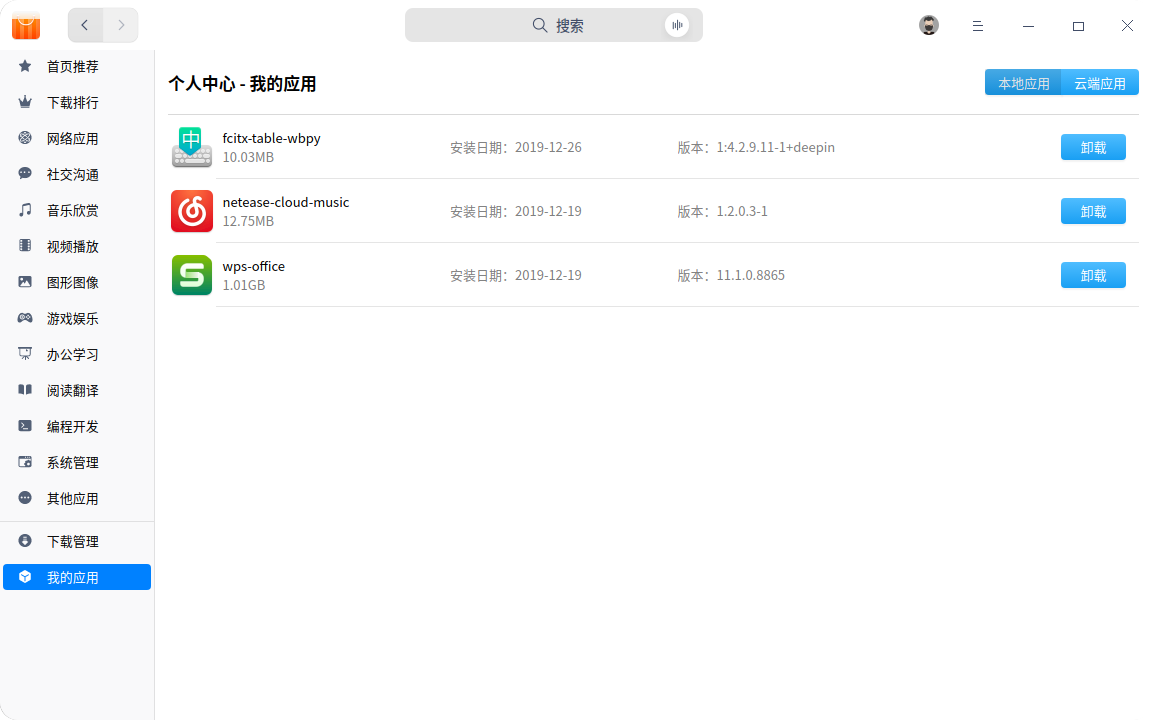 搜索
首页推荐
下载排行
网络应用
社交沟通
音乐欣赏
视频播放
图形图像
游戏娱乐
办公学习
阅读翻译
编程开发
系统管理
其他应用
下载管理
我的应用
个人中心 - 我的应用
本地应用 云端应用
中
fcitx-table-wbpy
10.03MB
安装日期：2019-12-26
版本：1:4.2.9.11-1+deepin
卸载
netease-cloud-music
12.75MB
安装日期：2019-12-19
版本：1.2.0.3-1
卸载
wps-office
1.01GB
安装日期：2019-12-19
版本：11.1.0.8865
卸载